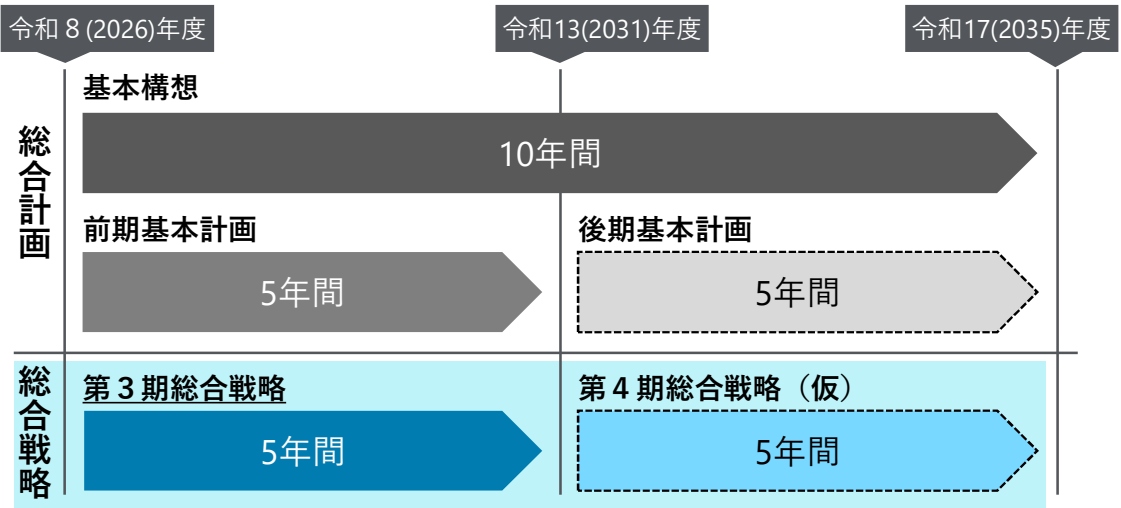 令和８(2026)年度
令和13(2031)年度
令和17(2035)年度
総合計画
基本構想
10年間
前期基本計画
後期基本計画
5年間
5年間
総合戦略
第３期総合戦略
第４期総合戦略（仮）
5年間
5年間